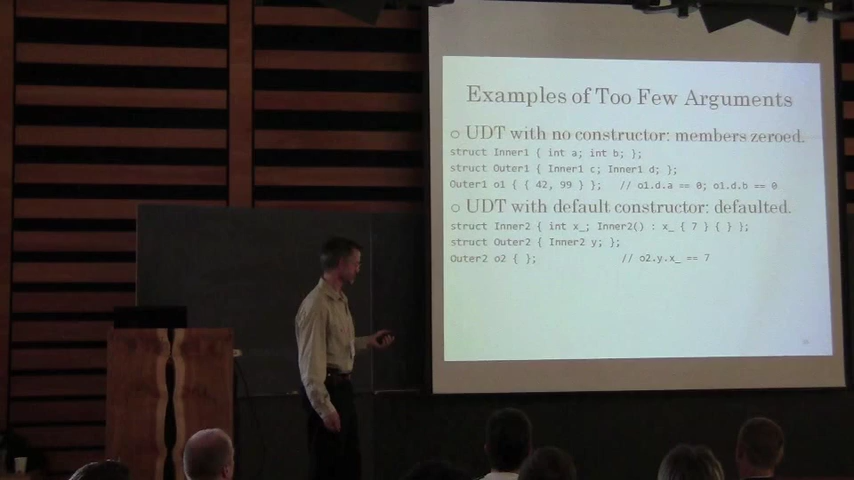 Examples of Too Few Arguments
○ UDT with no constructor: members zeroed.
struct Inner1 { int a; int b; };
struct Outer1 { Inner1 c; Inner1 d; };
Outer1 o1 { { 42, 99 } }; // o1.d.a == 0; o1.d.b == 0
○ UDT with default constructor: defaulted.
struct Inner2 { int x_; Inner2() : x_ { 7 } { } };
struct Outer2 { Inner2 y; };
Outer2 o2 { }; // o2.y.x_ == 7